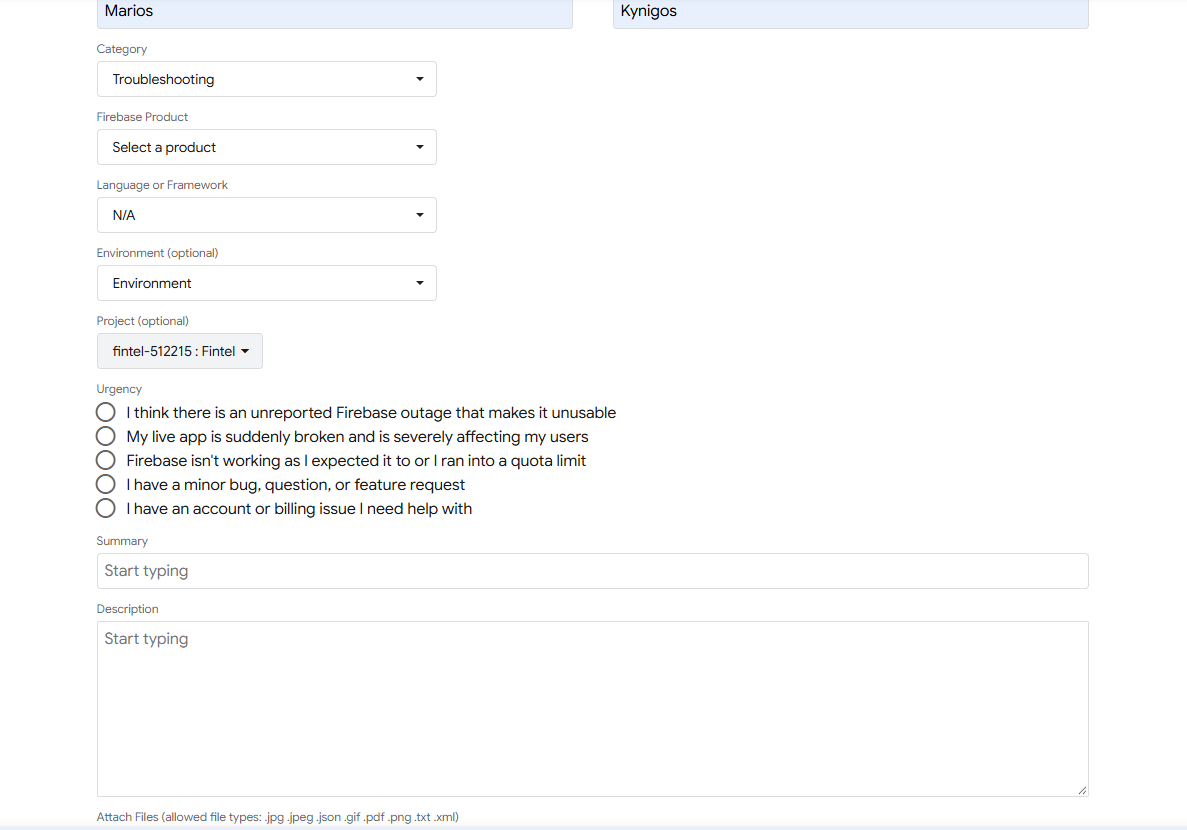 Marios Kynigos
Category
Troubleshooting
Firebase Product
Select a product
Language or Framework
N/A
Environment (optional)
Environment
Project (optional)
fintel-512215 : Fintel
Urgency
I think there is an unreported Firebase outage that makes it unusable
My live app is suddenly broken and is severely affecting my users
Firebase isn't working as I expected it to or I ran into a quota limit
I have a minor bug, question, or feature request
I have an account or billing issue I need help with
Summary
Start typing
Description
Start typing
Attach Files (allowed file types: .jpg .jpeg .json .gif .pdf .png .txt .xml)